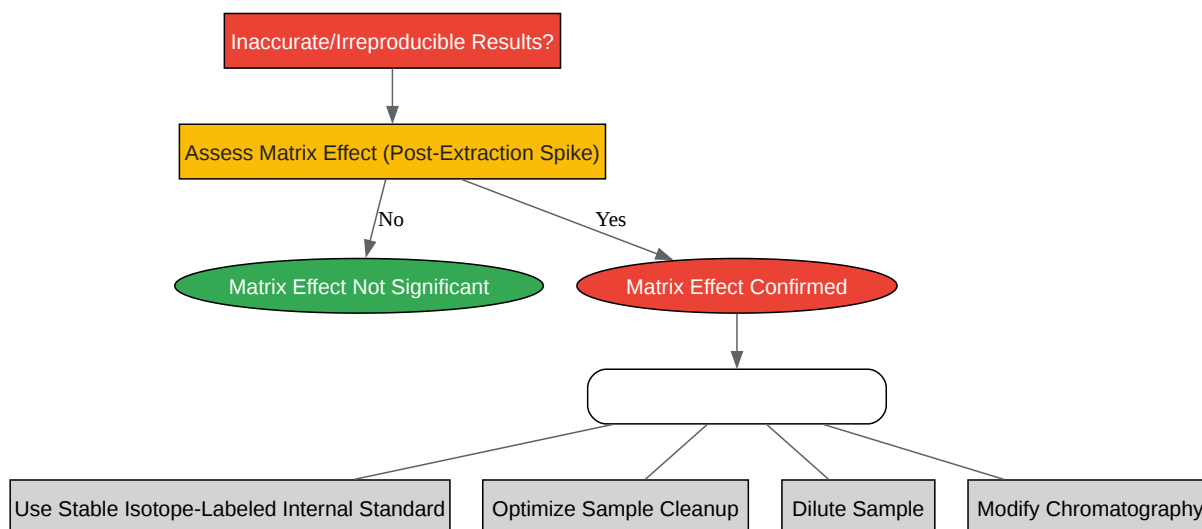 Inaccurate/Irreproducible Results?
Assess Matrix Effect (Post-Extraction Spike)
No
Yes
Matrix Effect Not Significant
Matrix Effect Confirmed
Use Stable Isotope-Labeled Internal Standard
Optimize Sample Cleanup
Dilute Sample
Modify Chromatography